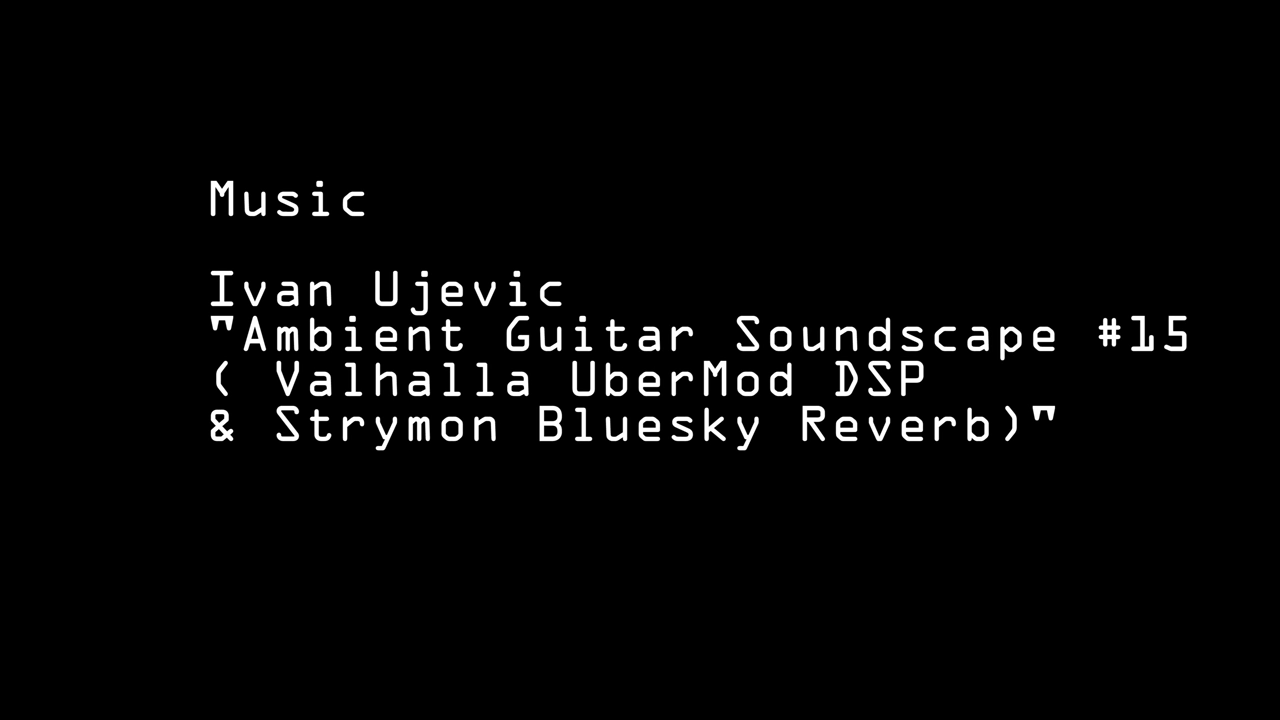 Music
Ivan Ujevic
"Ambient Guitar Soundscape #15
( Valhalla UberMod DSP
& Strymon Bluesky Reverb)"